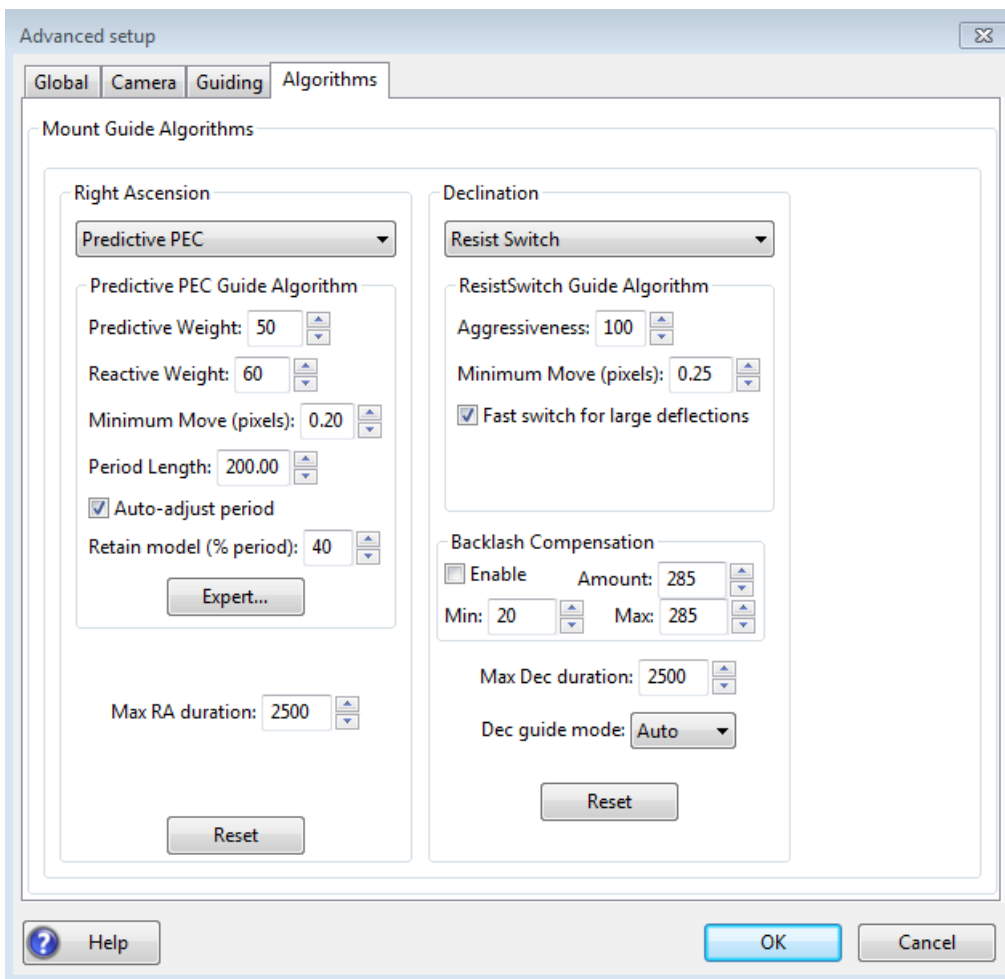 Advanced setup
Global Camera Guiding Algorithms
Mount Guide Algorithms
Right Ascension
Predictive PEC
Predictive PEC Guide Algorithm
Predictive Weight: 50
Reactive Weight: 60
Minimum Move (pixels): 0.20
Period Length: 200.00
Auto-adjust period
Retain model (% period): 40
Expert...
Max RA duration: 2500
Reset
Declination
Resist Switch
ResistSwitch Guide Algorithm
Aggressiveness: 100
Minimum Move (pixels): 0.25
Fast switch for large deflections
Backlash Compensation
Enable Amount: 285
Min: 20 Max: 285
Max Dec duration: 2500
Dec guide mode: Auto
Reset
? Help OK Cancel